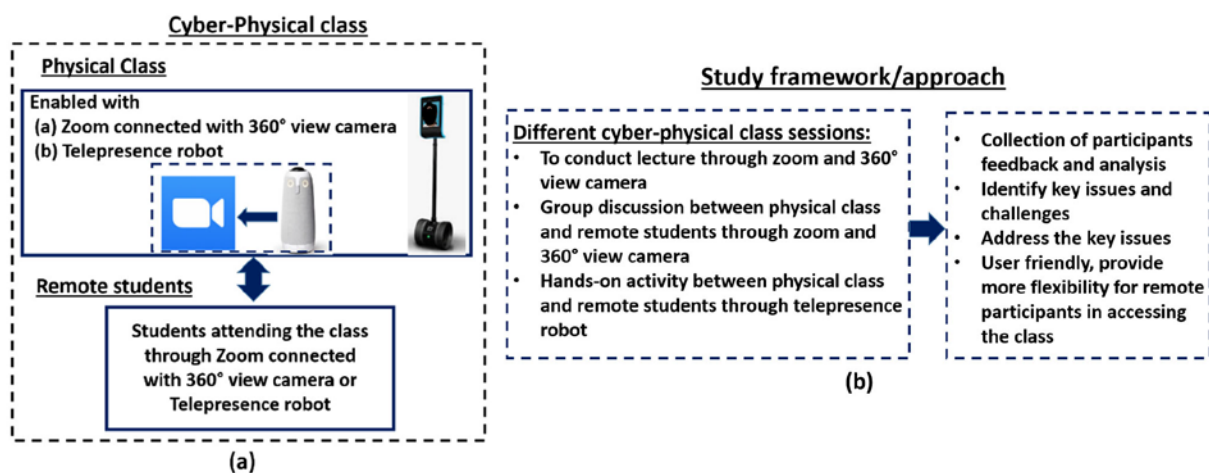 Cyber-Physical class
Physical Class
Enabled with
(a) Zoom connected with 360° view camera
(b) Telepresence robot
Remote students
Students attending the class
through Zoom connected
with 360° view camera or
Telepresence robot
(a)
Study framework/approach
Different cyber-physical class sessions:
• To conduct lecture through zoom and 360°
view camera
• Group discussion between physical class
and remote students through zoom and
360° view camera
• Hands-on activity between physical class
and remote students through telepresence
robot
• Collection of participants
feedback and analysis
• Identify key issues and
challenges
• Address the key issues
• User friendly, provide
more flexibility for remote
participants in accessing
the class
(b)